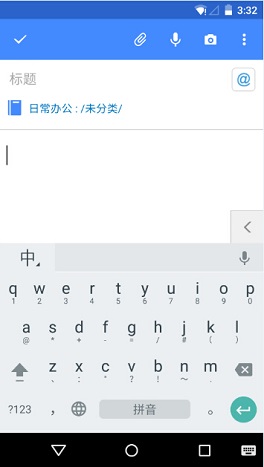 3:32
标题
@
日常办公 : /未分类/
中
q w e r t y u i o p
1 2 3 4 5 6 7 8 9 0
a s d f g h j k l
@ * + - = / # ( )
z x c v b n m
、 : " ? ! ~ …
?123 , 拼音 。